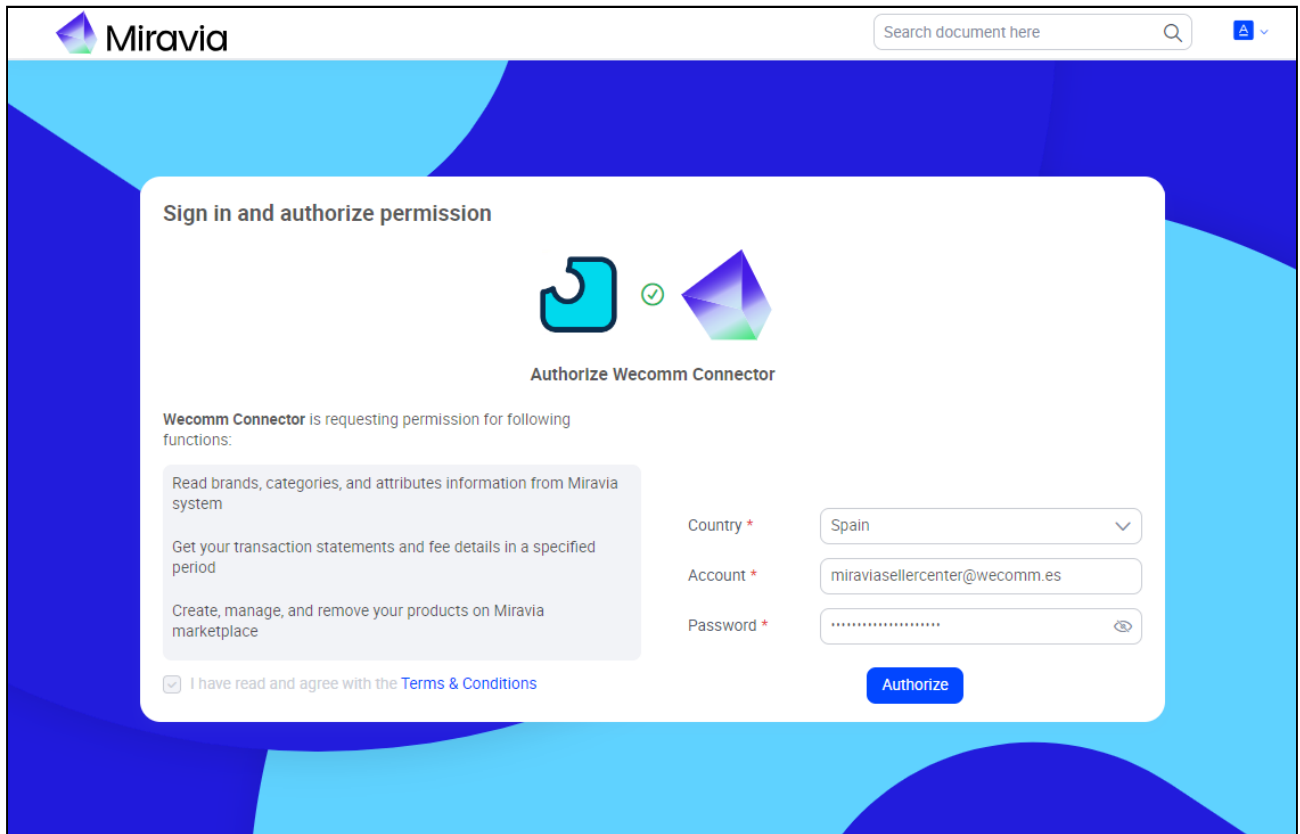 Miravia
Search document here
A
Sign in and authorize permission
Authorize Wecomm Connector
Wecomm Connector is requesting permission for following
functions:
Read brands, categories, and attributes information from Miravia
system
Get your transaction statements and fee details in a specified
period
Create, manage, and remove your products on Miravia
marketplace
Country *
Spain
Account *
miraviasellercenter@wecomm.es
Password *
I have read and agree with the Terms & Conditions
Authorize